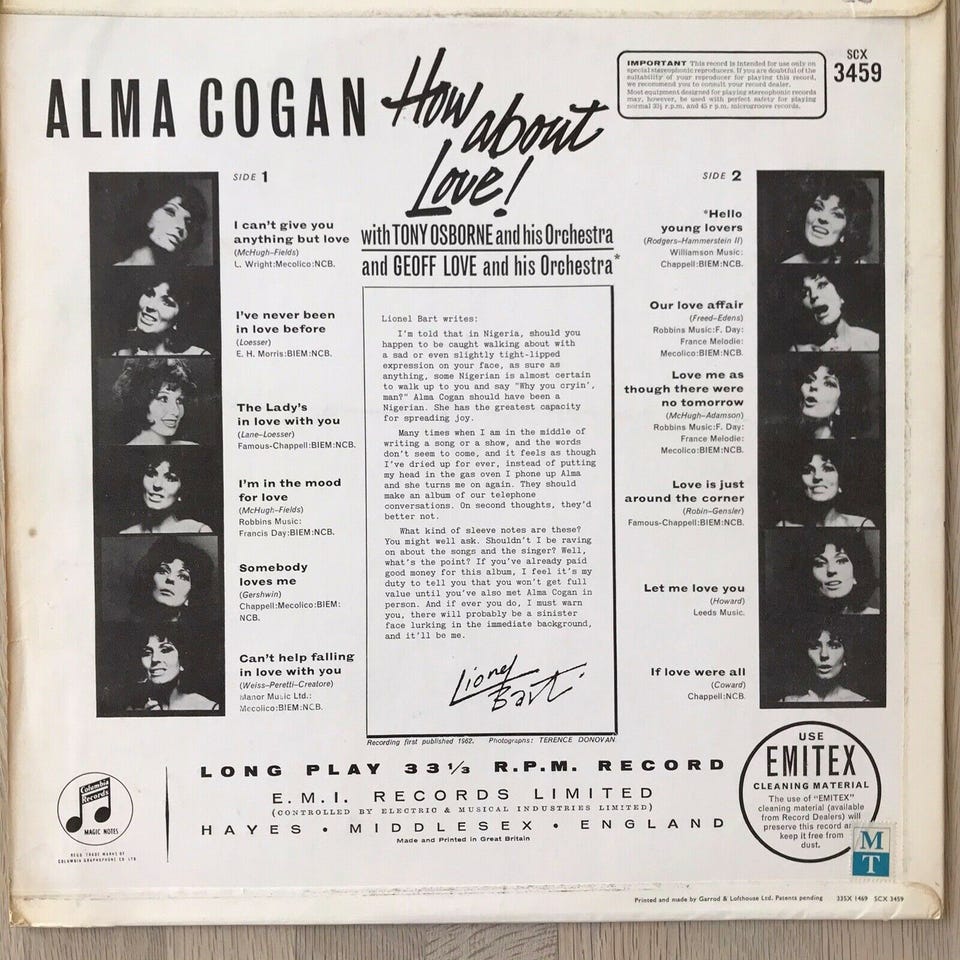 ALMA COGAN
How about Love!
with TONY OSBORNE and his Orchestra
and GEOFF LOVE and his Orchestra*
IMPORTANT This record is intended for use only on
special stereophonic reproducers. If you are doubtful of the
suitability of your reproducer for playing this record,
we recommend you to consult your record dealer.
Most equipment designed for playing stereophonic records
may, however, be used with perfect safety for playing
normal 33⅓ r.p.m. and 45 r.p.m. microgroove records.
SCX
3459
SIDE 1
I can't give you
anything but love
(McHugh-Fields)
L. Wright:Mecolico:NCB.
I've never been
in love before
(Loesser)
E. H. Morris:BIEM:NCB.
The Lady's
in love with you
(Lane-Loesser)
Famous-Chappell:BIEM:NCB.
I'm in the mood
for love
(McHugh-Fields)
Robbins Music:
Francis Day:BIEM:NCB.
Somebody
loves me
(Gershwin)
Chappell:Mecolico:BIEM:
NCB.
Can't help falling
in love with you
(Weiss-Peretti-Creatore)
Manor Music Ltd.:
Mecolico:BIEM:NCB.
Lionel Bart writes:
I'm told that in Nigeria, should you
happen to be caught walking about with
a sad or even slightly tight-lipped
expression on your face, as sure as
anything, some Nigerian is almost certain
to walk up to you and say "Why you cryin',
man?" Alma Cogan should have been a
Nigerian. She has the greatest capacity
for spreading joy.
Many times when I am in the middle of
writing a song or a show, and the words
don't seem to come, and it feels as though
I've dried up for ever, instead of putting
my head in the gas oven I phone up Alma
and she turns me on again. They should
make an album of our telephone
conversations. On second thoughts, they'd
better not.
What kind of sleeve notes are these?
You might well ask. Shouldn't I be raving
on about the songs and the singer? Well,
what's the point? If you've already paid
good money for this album, I feel it's my
duty to tell you that you won't get full
value until you've also met Alma Cogan in
person. And if ever you do, I must warn
you, there will probably be a sinister
face lurking in the immediate background,
and it'll be me.
Lionel
Bart.
Recording first published 1962. Photographs: TERENCE DONOVAN
SIDE 2
*Hello
young lovers
(Rodgers-Hammerstein II)
Williamson Music:
Chappell:BIEM:NCB.
Our love affair
(Freed-Edens)
Robbins Music:F. Day:
France Melodie:
Mecolico:BIEM:NCB.
Love me as
though there were
no tomorrow
(McHugh-Adamson)
Robbins Music:F. Day:
France Melodie:
Mecolico:BIEM:NCB.
Love is just
around the corner
(Robin-Gensler)
Famous-Chappell:BIEM:NCB.
Let me love you
(Howard)
Leeds Music.
If love were all
(Coward)
Chappell:NCB.
Columbia
Records
MAGIC NOTES
REGD TRADE MARKS OF
COLUMBIA GRAPHOPHONE CO LTD
LONG PLAY 33⅓ R.P.M. RECORD
E.M.I. RECORDS LIMITED
(CONTROLLED BY ELECTRIC & MUSICAL INDUSTRIES LIMITED)
HAYES • MIDDLESEX • ENGLAND
Made and Printed in Great Britain
USE
EMITEX
CLEANING MATERIAL
The use of "EMITEX"
cleaning material (available
from Record Dealers) will
preserve this record
keep it free from
dust.
M
T
Printed and made by Garrod & Lofthouse Ltd. Patents pending 33SX 1469 SCX 3459